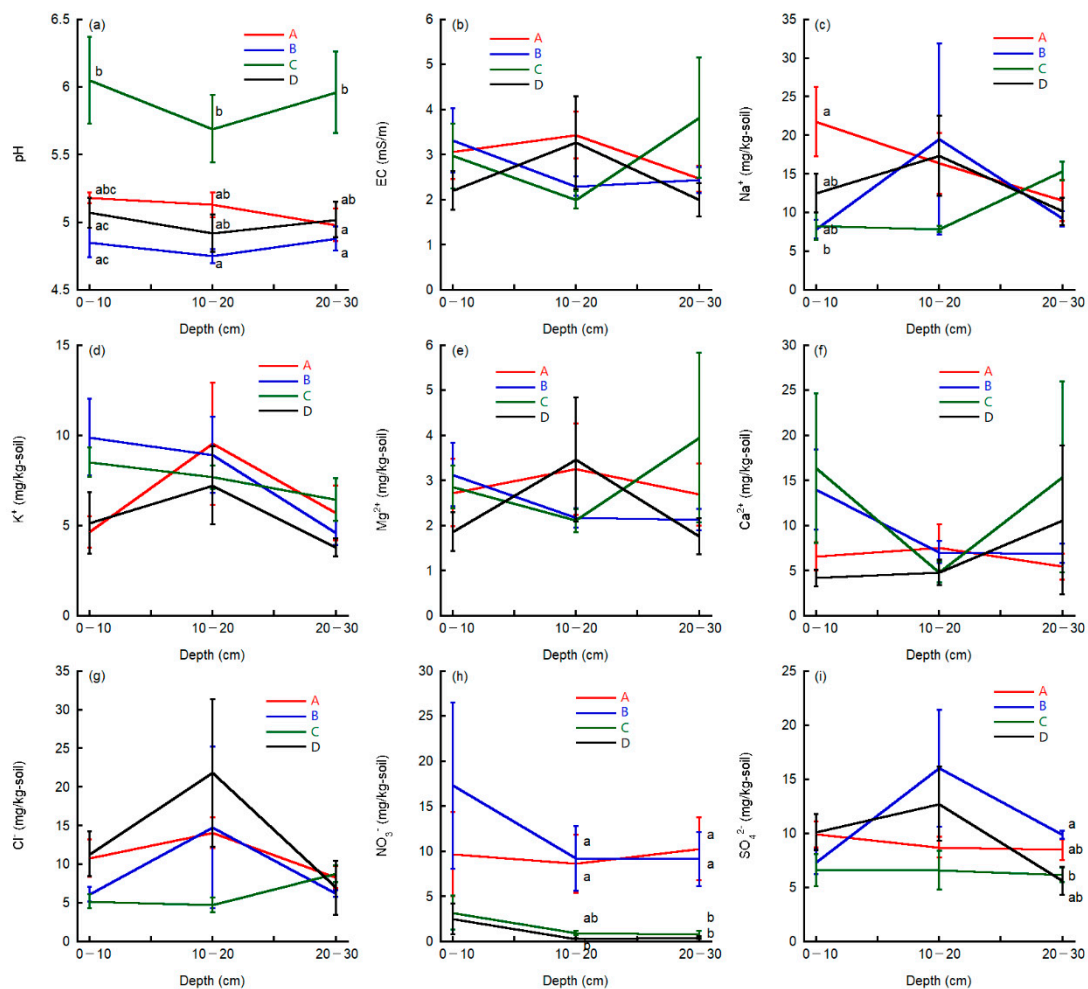 (a)
6.5
6
5.5
5
4.5
pH
A
B
C
D
b
b
b
abc
ab
ab
ac
ab
a
ac
a
a
0−10
10−20
20−30
Depth (cm)
(b)
6
5
4
3
2
1
0
EC (mS/m)
A
B
C
D
0−10
10−20
20−30
Depth (cm)
(c)
35
30
25
20
15
10
5
0
Na⁺ (mg/kg-soil)
A
B
C
D
a
ab
ab
b
0−10
10−20
20−30
Depth (cm)
(d)
15
10
5
0
K⁺ (mg/kg-soil)
A
B
C
D
0−10
10−20
20−30
Depth (cm)
(e)
6
5
4
3
2
1
0
Mg²⁺ (mg/kg-soil)
A
B
C
D
0−10
10−20
20−30
Depth (cm)
(f)
30
25
20
15
10
5
0
Ca²⁺ (mg/kg-soil)
A
B
C
D
0−10
10−20
20−30
Depth (cm)
(g)
35
30
25
20
15
10
5
0
Cl⁻ (mg/kg-soil)
A
B
C
D
0−10
10−20
20−30
Depth (cm)
(h)
30
25
20
15
10
5
0
NO₃⁻ (mg/kg-soil)
A
B
C
D
a
a
a
a
ab
b
b
b
0−10
10−20
20−30
Depth (cm)
(i)
25
20
15
10
5
0
SO₄²⁻ (mg/kg-soil)
A
B
C
D
a
ab
b
ab
0−10
10−20
20−30
Depth (cm)